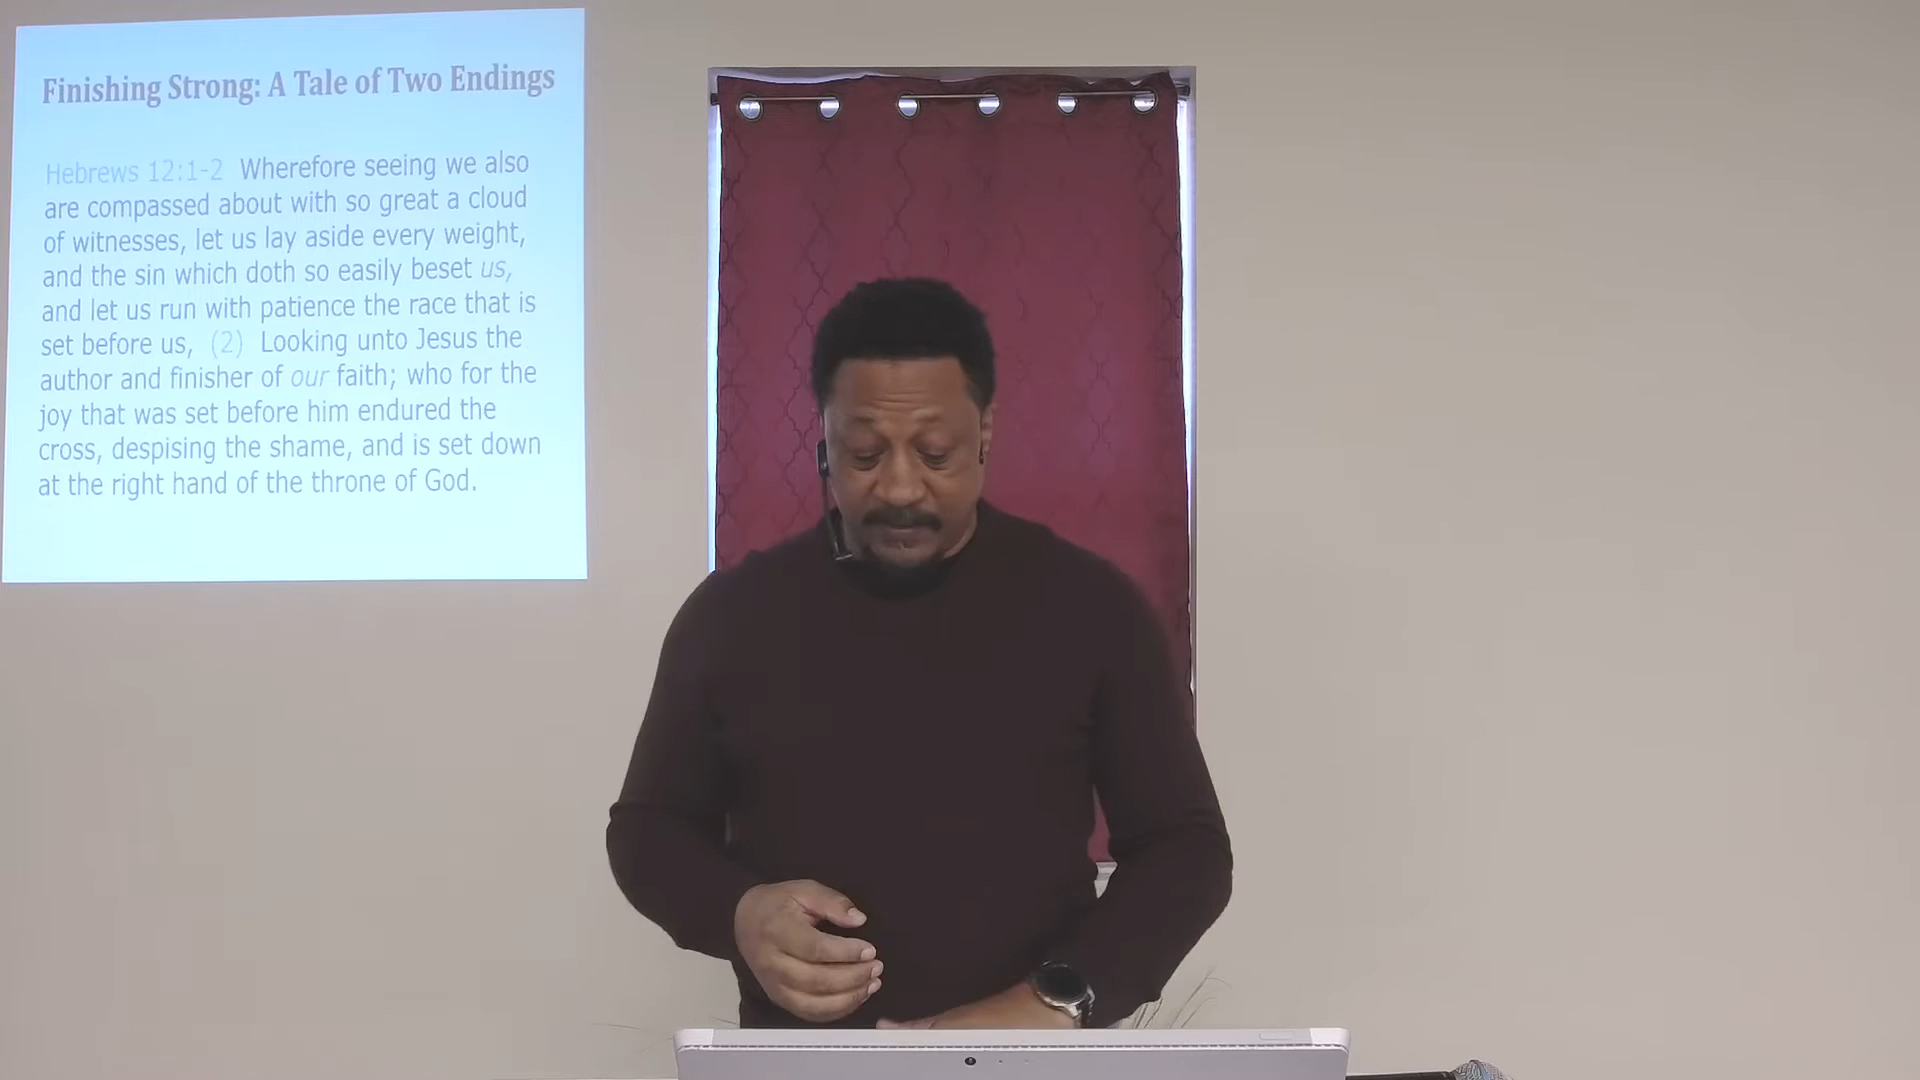 Finishing Strong: A Tale of Two Endings
Hebrews 12:1-2 Wherefore seeing we also
are compassed about with so great a cloud
of witnesses, let us lay aside every weight,
and the sin which doth so easily beset us,
and let us run with patience the race that is
set before us, (2) Looking unto Jesus the
author and finisher of our faith; who for the
joy that was set before him endured the
cross, despising the shame, and is set down
at the right hand of the throne of God.